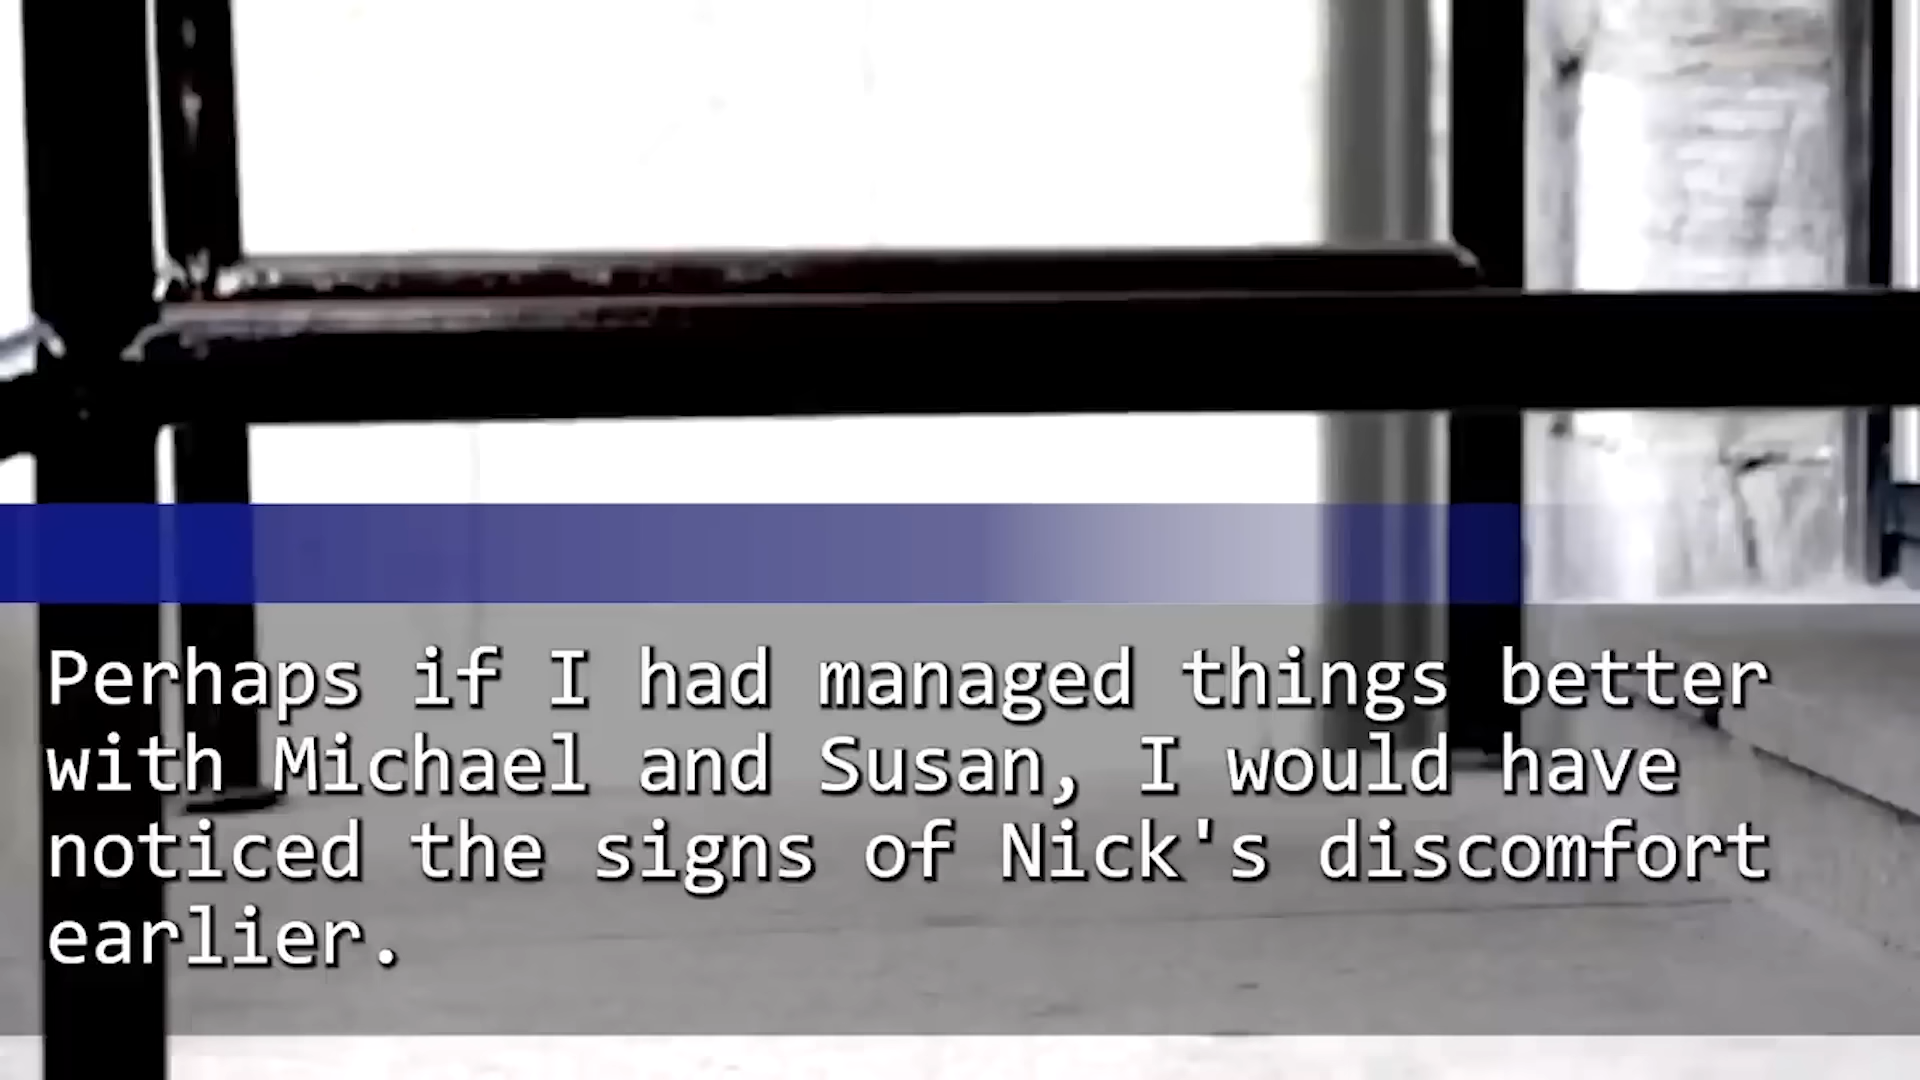 Perhaps if I had managed things better
with Michael and Susan, I would have
noticed the signs of Nick's discomfort
earlier.